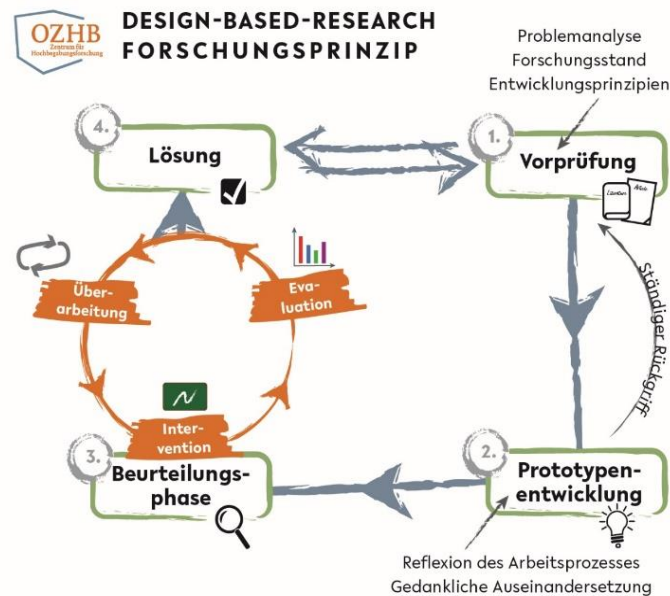 OZHB
Zentrum für
Hochbegabungsforschung
DESIGN-BASED-RESEARCH
FORSCHUNGSPRINZIP
Problemanalyse
Forschungsstand
Entwicklungsprinzipien
1.
Vorprüfung
4.
Lösung
Über-
arbeitung
Eva-
luation
Inter-
vention
Ständiger Rückgriff
3.
Beurteilungs-
phase
2.
Prototypen-
entwicklung
Reflexion des Arbeitsprozesses
Gedankliche Auseinandersetzung